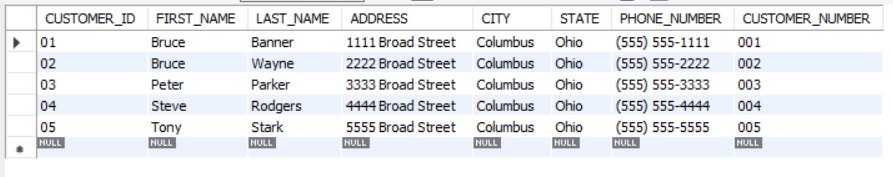 CUSTOMER_ID FIRST_NAME LAST_NAME ADDRESS CITY STATE PHONE_NUMBER CUSTOMER_NUMBER
01 Bruce Banner 1111 Broad Street Columbus Ohio (555) 555-1111 001
02 Bruce Wayne 2222 Broad Street Columbus Ohio (555) 555-2222 002
03 Peter Parker 3333 Broad Street Columbus Ohio (555) 555-3333 003
04 Steve Rodgers 4444 Broad Street Columbus Ohio (555) 555-4444 004
05 Tony Stark 5555 Broad Street Columbus Ohio (555) 555-5555 005
NULL NULL NULL NULL NULL NULL NULL NULL